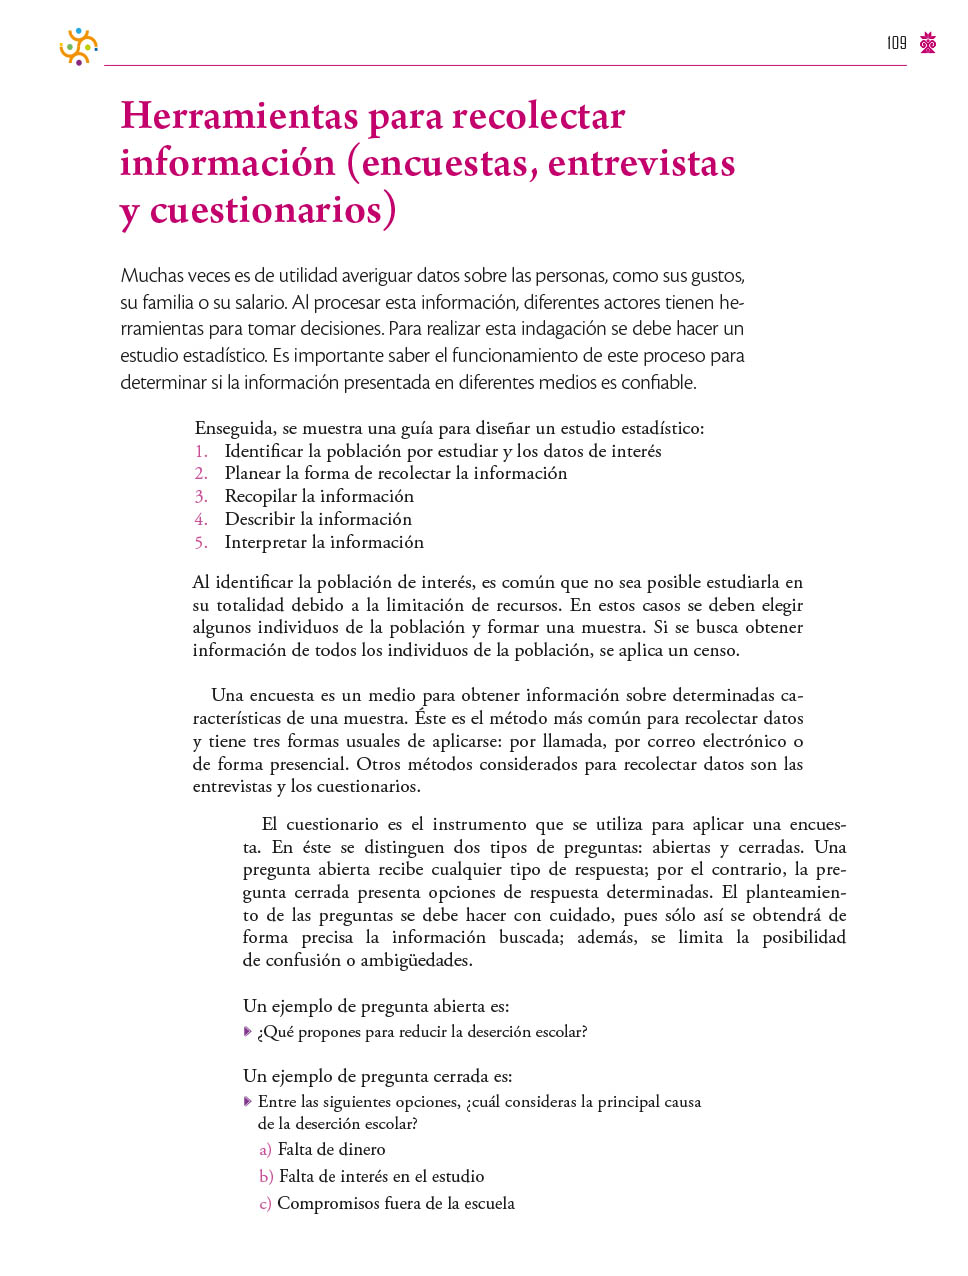 109
Herramientas para recolectar
información (encuestas, entrevistas
y cuestionarios)
Muchas veces es de utilidad averiguar datos sobre las personas, como sus gustos,
su familia o su salario. Al procesar esta información, diferentes actores tienen he-
rramientas para tomar decisiones. Para realizar esta indagación se debe hacer un
estudio estadístico. Es importante saber el funcionamiento de este proceso para
determinar si la información presentada en diferentes medios es confiable.
Enseguida, se muestra una guía para diseñar un estudio estadístico:
1. Identificar la población por estudiar y los datos de interés
2. Planear la forma de recolectar la información
3. Recopilar la información
4. Describir la información
5. Interpretar la información
Al identificar la población de interés, es común que no sea posible estudiarla en
su totalidad debido a la limitación de recursos. En estos casos se deben elegir
algunos individuos de la población y formar una muestra. Si se busca obtener
información de todos los individuos de la población, se aplica un censo.
Una encuesta es un medio para obtener información sobre determinadas ca-
racterísticas de una muestra. Éste es el método más común para recolectar datos
y tiene tres formas usuales de aplicarse: por llamada, por correo electrónico o
de forma presencial. Otros métodos considerados para recolectar datos son las
entrevistas y los cuestionarios.
El cuestionario es el instrumento que se utiliza para aplicar una encues-
ta. En éste se distinguen dos tipos de preguntas: abiertas y cerradas. Una
pregunta abierta recibe cualquier tipo de respuesta; por el contrario, la pre-
gunta cerrada presenta opciones de respuesta determinadas. El planteamien-
to de las preguntas se debe hacer con cuidado, pues sólo así se obtendrá de
forma precisa la información buscada; además, se limita la posibilidad
de confusión o ambigüedades.
Un ejemplo de pregunta abierta es:
¿Qué propones para reducir la deserción escolar?
Un ejemplo de pregunta cerrada es:
Entre las siguientes opciones, ¿cuál consideras la principal causa
de la deserción escolar?
a) Falta de dinero
b) Falta de interés en el estudio
c) Compromisos fuera de la escuela